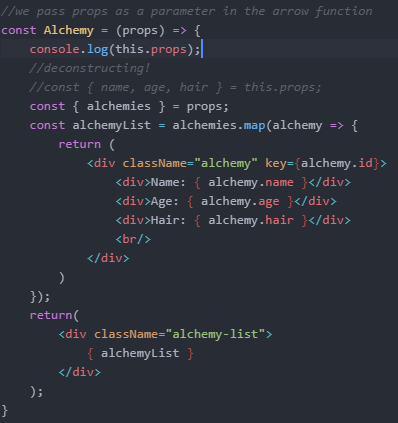 //we pass props as a parameter in the arrow function
const Alchemy = (props) => {
    console.log(this.props);
    //deconstructing!
    //const { name, age, hair } = this.props;
    const { alchemies } = props;
    const alchemyList = alchemies.map(alchemy => {
        return (
            <div className="alchemy" key={alchemy.id}>
                <div>Name: { alchemy.name }</div>
                <div>Age: { alchemy.age }</div>
                <div>Hair: { alchemy.hair }</div>
                <br/>
            </div>
        )
    });
    return(
        <div className="alchemy-list">
            { alchemyList }
        </div>
    );
}